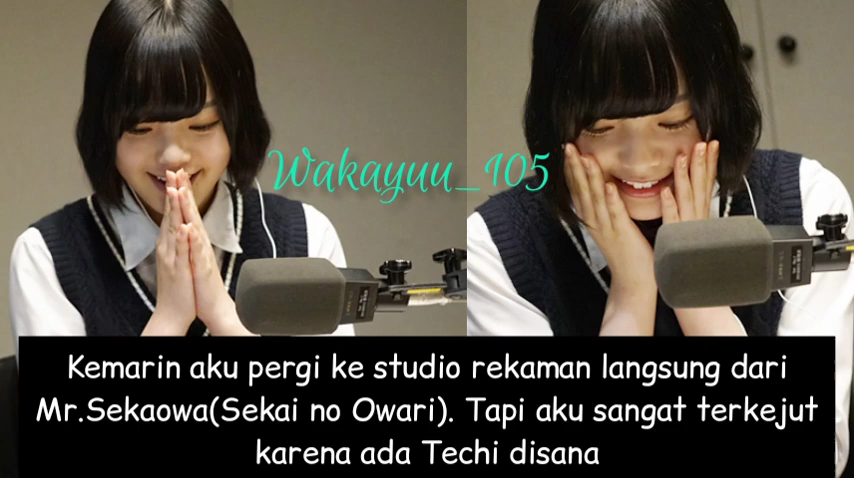 Wakayuu_105
Kemarin aku pergi ke studio rekaman langsung dari
Mr.Sekaowa(Sekai no Owari). Tapi aku sangat terkejut
karena ada Techi disana